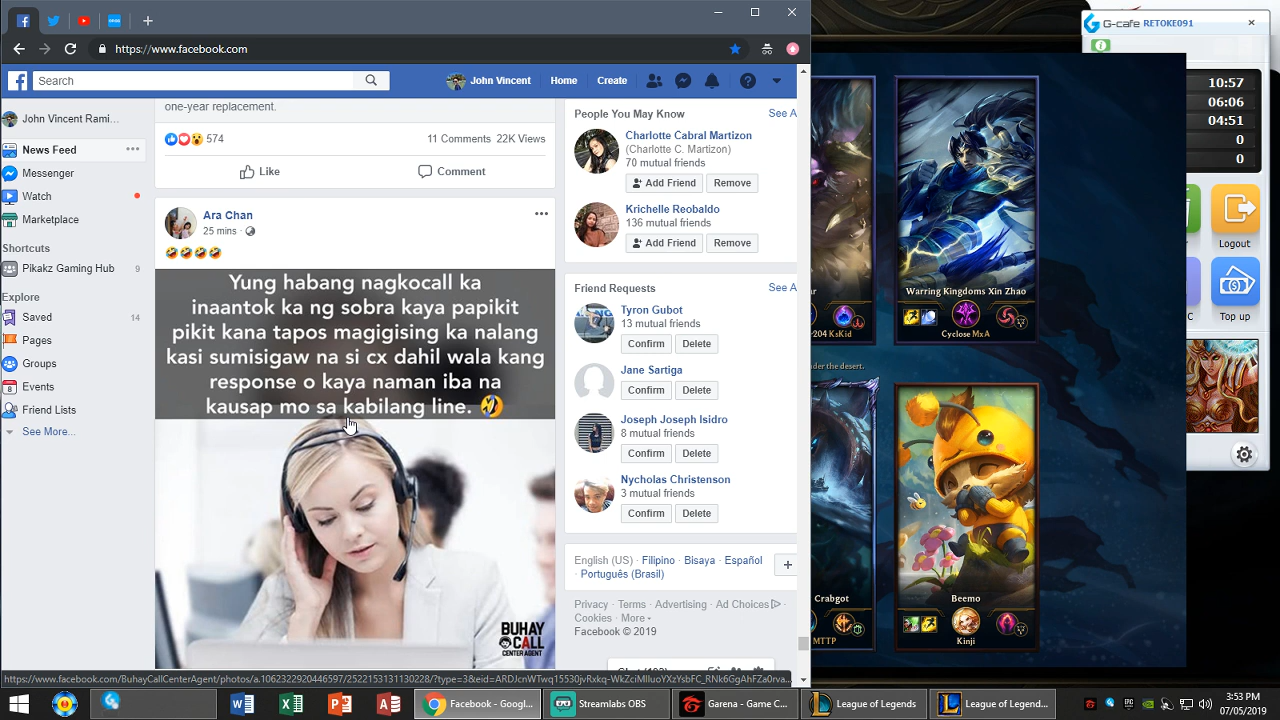 G-cafe RETOKE091
https://www.facebook.com
Search
John Vincent
Home
Create
10:57
06:06
04:51
0
0
Logout
Top up
John Vincent Rami...
News Feed
Messenger
Watch
Marketplace
Shortcuts
Pikakz Gaming Hub 9
Explore
Saved 14
Pages
Groups
Events
Friend Lists
See More...
one-year replacement.
574
11 Comments 22K Views
Like
Comment
Ara Chan
25 mins ·
Yung habang nagkocall ka
inaantok ka ng sobra kaya papikit
pikit kana tapos magigising ka nalang
kasi sumisigaw na si cx dahil wala kang
response o kaya naman iba na
kausap mo sa kabilang line.
BUHAY
CALL
CENTER AGENT
People You May Know
See A
Charlotte Cabral Martizon
(Charlotte C. Martizon)
70 mutual friends
Add Friend
Remove
Krichelle Reobaldo
136 mutual friends
Add Friend
Remove
Friend Requests
See A
Tyron Gubot
13 mutual friends
Confirm
Delete
Jane Sartiga
Confirm
Delete
Joseph Joseph Isidro
8 mutual friends
Confirm
Delete
Nycholas Christenson
3 mutual friends
Confirm
Delete
English (US) · Filipino · Bisaya · Español
· Português (Brasil)
Privacy · Terms · Advertising · Ad Choices ·
Cookies · More
Facebook © 2019
Warring Kingdoms Xin Zhao
204 KsKid
Cyclose MxA
der the desert.
Crabgot
MTTP
Beemo
Kinji
Facebook - Googl...
Streamlabs OBS
Garena - Game C...
League of Legends
League of Legend...
3:53 PM
07/05/2019